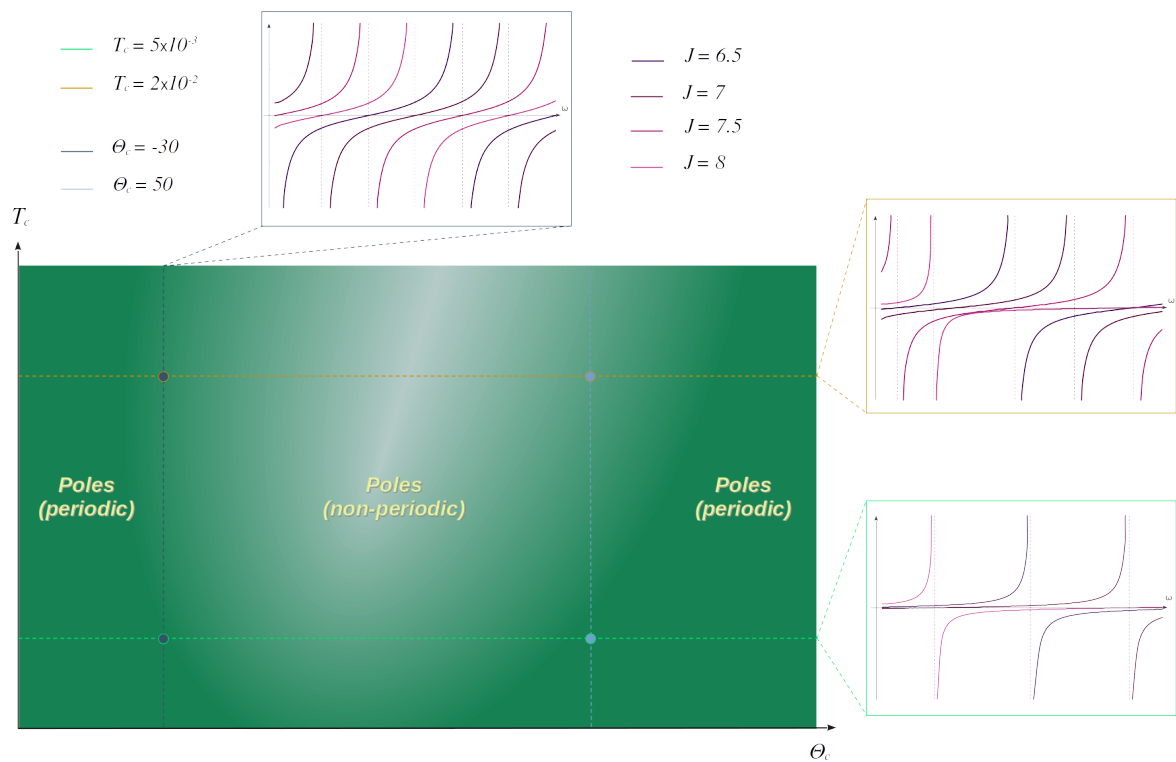 T_c = 5x10^-3
T_c = 2x10^-2
Θ_c = -30
Θ_c = 50
J = 6.5
J = 7
J = 7.5
J = 8
ω
T_c
ω
Poles
(periodic)
Poles
(non-periodic)
Poles
(periodic)
ω
Θ_c